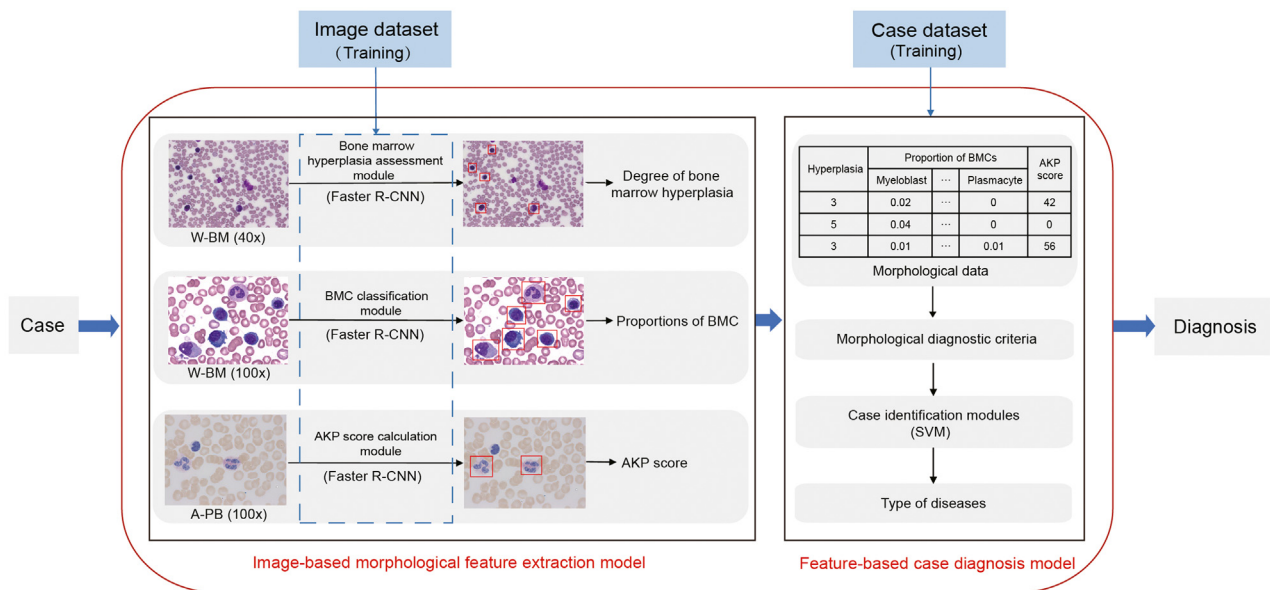 Image dataset
(Training)
Case dataset
(Training)
Case
Bone marrow
hyperplasia assessment
module
(Faster R-CNN)
W-BM (40x)
Degree of bone
marrow hyperplasia
BMC classification
module
(Faster R-CNN)
W-BM (100x)
Proportions of BMC
AKP score calculation
module
(Faster R-CNN)
A-PB (100x)
AKP score
Image-based morphological feature extraction model
Hyperplasia Proportion of BMCs AKP score
Myeloblast ... Plasmacyte
3 0.02 ... 0 42
5 0.04 ... 0 0
3 0.01 ... 0.01 56
Morphological data
Morphological diagnostic criteria
Case identification modules
(SVM)
Type of diseases
Feature-based case diagnosis model
Diagnosis